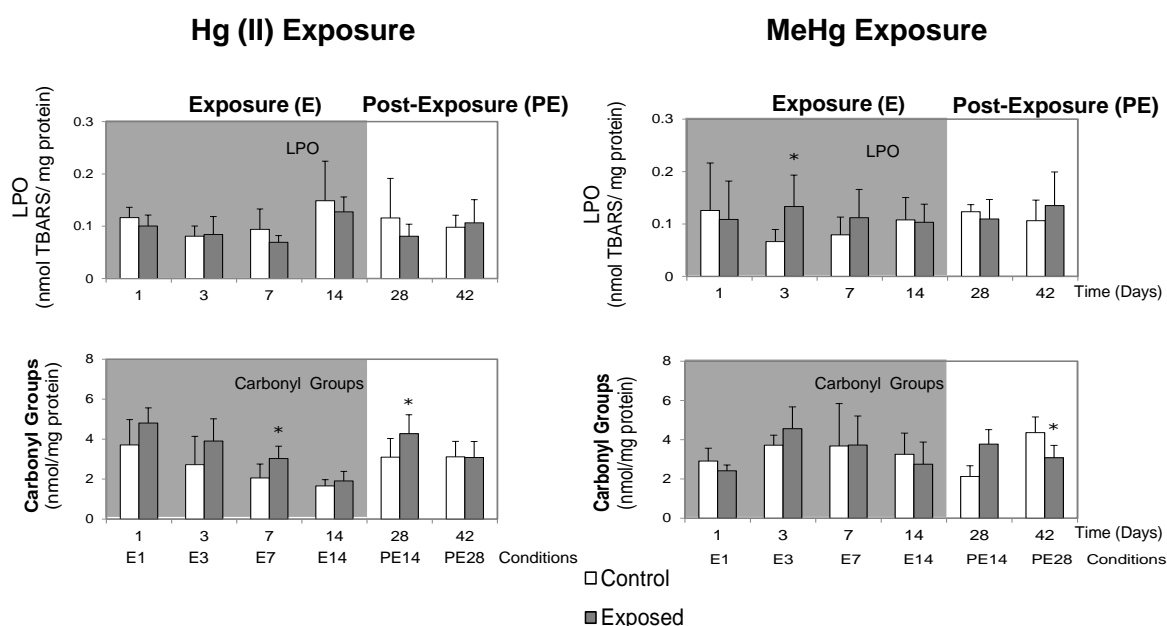 Hg (II) Exposure
MeHg Exposure
Exposure (E)
Post-Exposure (PE)
LPO
(nmol TBARS/ mg protein)
0.3
0.2
0.1
0
LPO
1 3 7 14 28 42
Exposure (E)
Post-Exposure (PE)
LPO
(nmol TBARS/ mg protein)
0.3
0.2
0.1
0
LPO
*
1 3 7 14 28 42 Time (Days)
Carbonyl Groups
(nmol/mg protein)
8
6
4
2
0
Carbonyl Groups
*
*
1 3 7 14 28 42
E1 E3 E7 E14 PE14 PE28 Conditions
Carbonyl Groups
(nmol/mg protein)
8
6
4
2
0
Carbonyl Groups
*
1 3 7 14 28 42 Time (Days)
E1 E3 E7 E14 PE14 PE28 Conditions
Control
Exposed